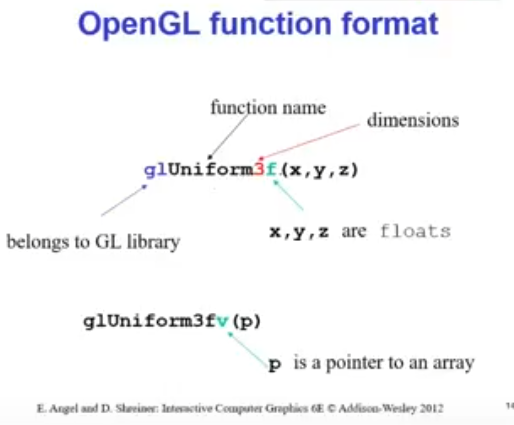 OpenGL function format
function name
dimensions
glUniform3f(x,y,z)
belongs to GL library
x,y,z are floats
glUniform3fv(p)
p is a pointer to an array
E. Angel and D. Shreiner: Interactive Computer Graphics 6E © Addison-Wesley 2012